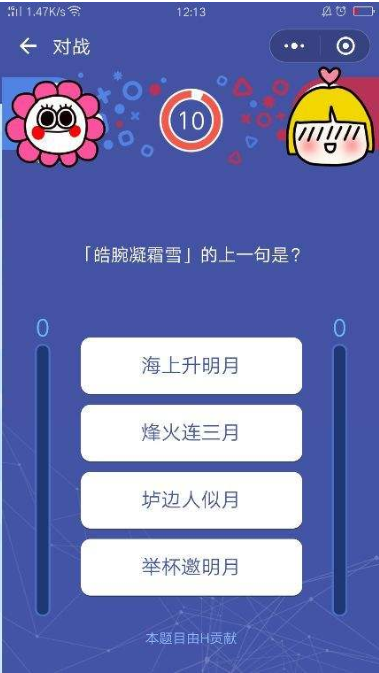 1.47K/s 12:13
对战
10
「皓腕凝霜雪」的上一句是?
0 0
海上升明月
烽火连三月
垆边人似月
举杯邀明月
本题目由H贡献